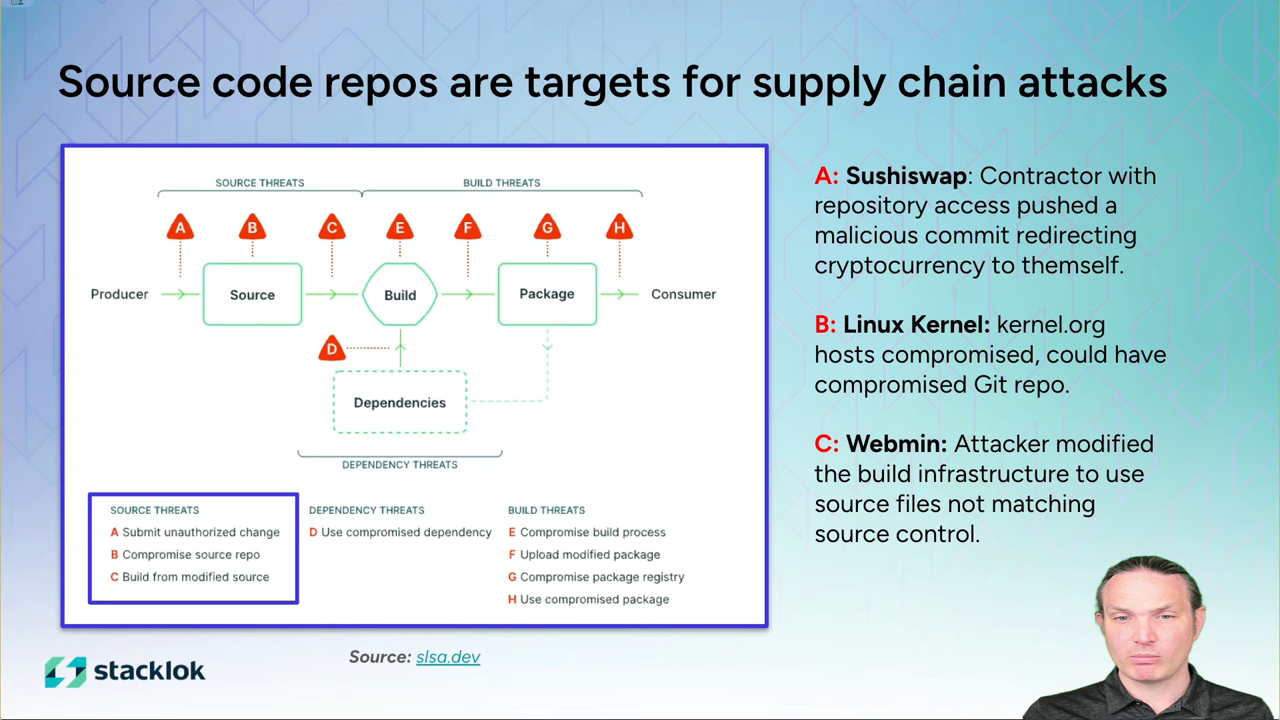 Source code repos are targets for supply chain attacks
SOURCE THREATS
BUILD THREATS
A
B
C
E
F
G
H
Producer
Source
Build
Package
Consumer
D
Dependencies
DEPENDENCY THREATS
SOURCE THREATS
A Submit unauthorized change
B Compromise source repo
C Build from modified source
DEPENDENCY THREATS
D Use compromised dependency
BUILD THREATS
E Compromise build process
F Upload modified package
G Compromise package registry
H Use compromised package
A: Sushiswap: Contractor with
repository access pushed a
malicious commit redirecting
cryptocurrency to themself.
B: Linux Kernel: kernel.org
hosts compromised, could have
compromised Git repo.
C: Webmin: Attacker modified
the build infrastructure to use
source files not matching
source control.
Source: slsa.dev
stacklok